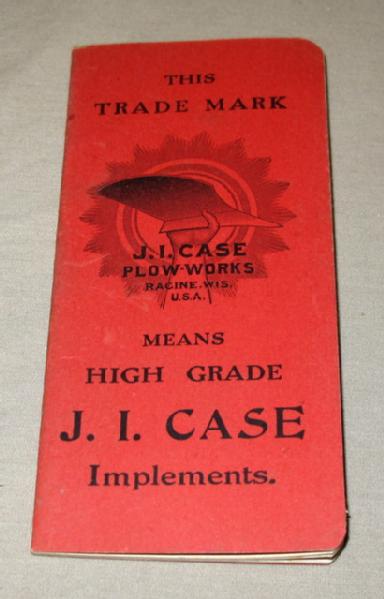 THIS
TRADE MARK
J. I. CASE
PLOW-WORKS
RACINE. WIS.
U.S.A.
MEANS
HIGH GRADE
J. I. CASE
Implements.